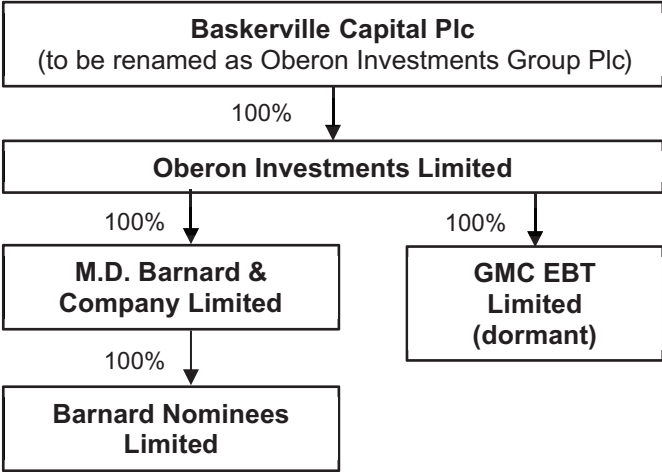 Baskerville Capital Plc
(to be renamed as Oberon Investments Group Plc)
100%
Oberon Investments Limited
100%
100%
M.D. Barnard &
Company Limited
GMC EBT
Limited
(dormant)
100%
Barnard Nominees
Limited